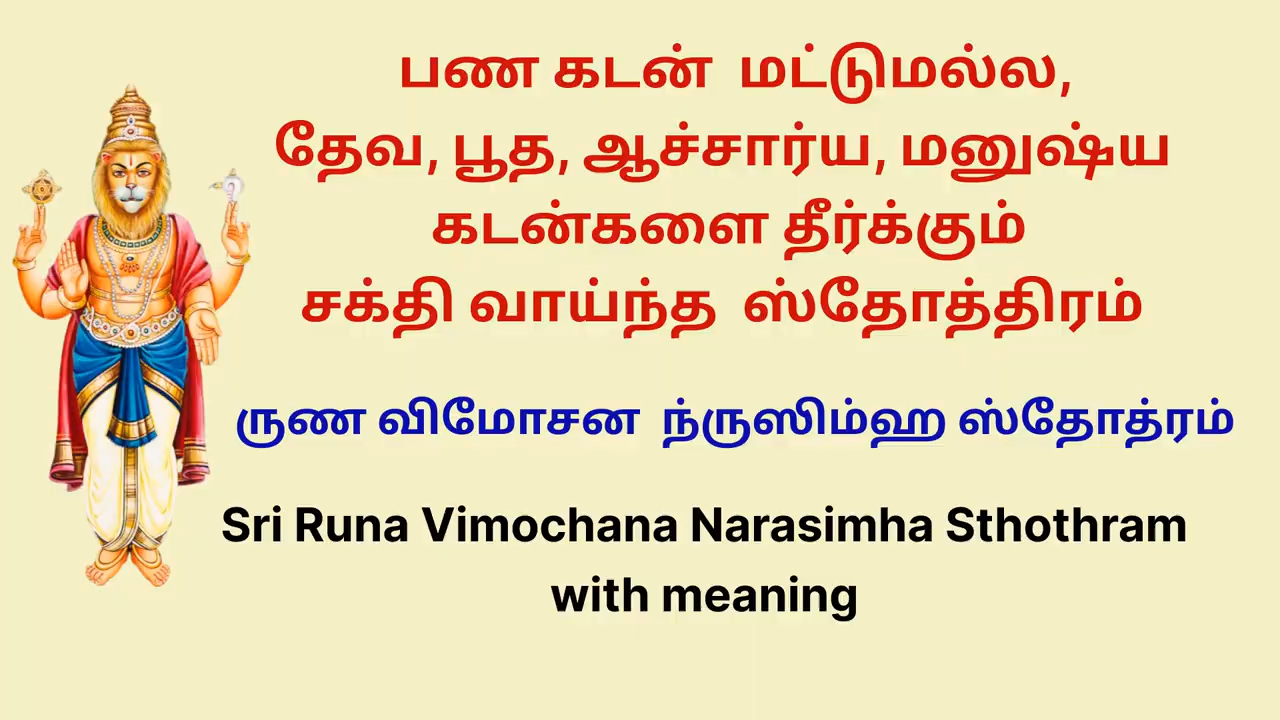 பண கடன் மட்டுமல்ல,
தேவ, பூத, ஆச்சார்ய, மனுஷ்ய
கடன்களை தீர்க்கும்
சக்தி வாய்ந்த ஸ்தோத்திரம்
ருண விமோசன ந்ருஸிம்ஹ ஸ்தோத்ரம்
Sri Runa Vimochana Narasimha Sthothram
with meaning